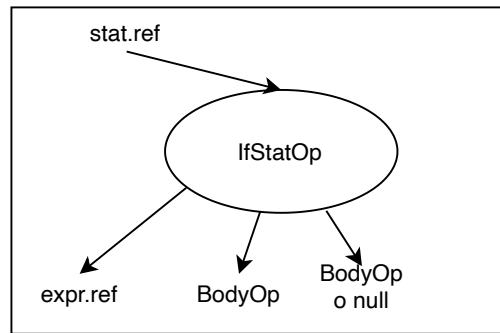 stat.ref
IfStatOp
expr.ref
BodyOp
BodyOp
o null